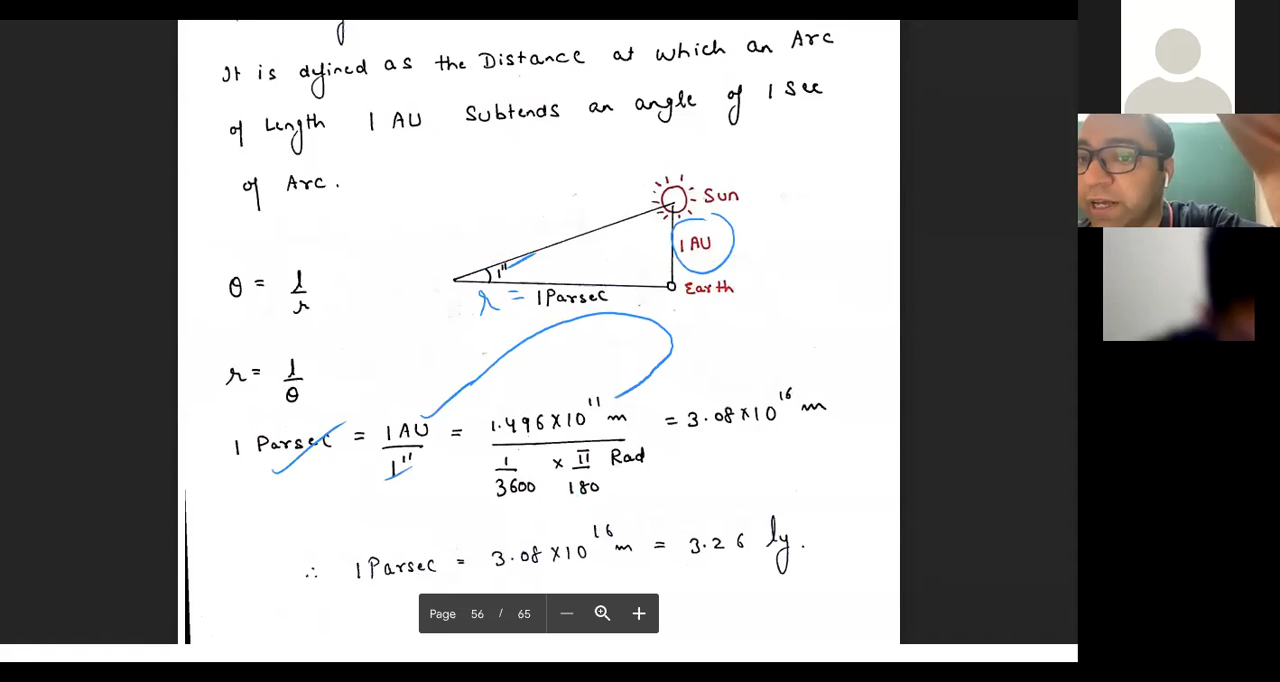 It is defined as the Distance at which an Arc
of Length 1 AU Subtends an angle of 1 Sec
of Arc.
Sun
1 AU
1"
θ = l/r
r = 1 Parsec
Earth
r = l/θ
1 Parsec = 1 AU/1" = 1.496 × 10^11 m / (1/3600 × π/180 Rad) = 3.08 × 10^16 m
∴ 1 Parsec = 3.08 × 10^16 m = 3.26 ly.
Page 56 / 65